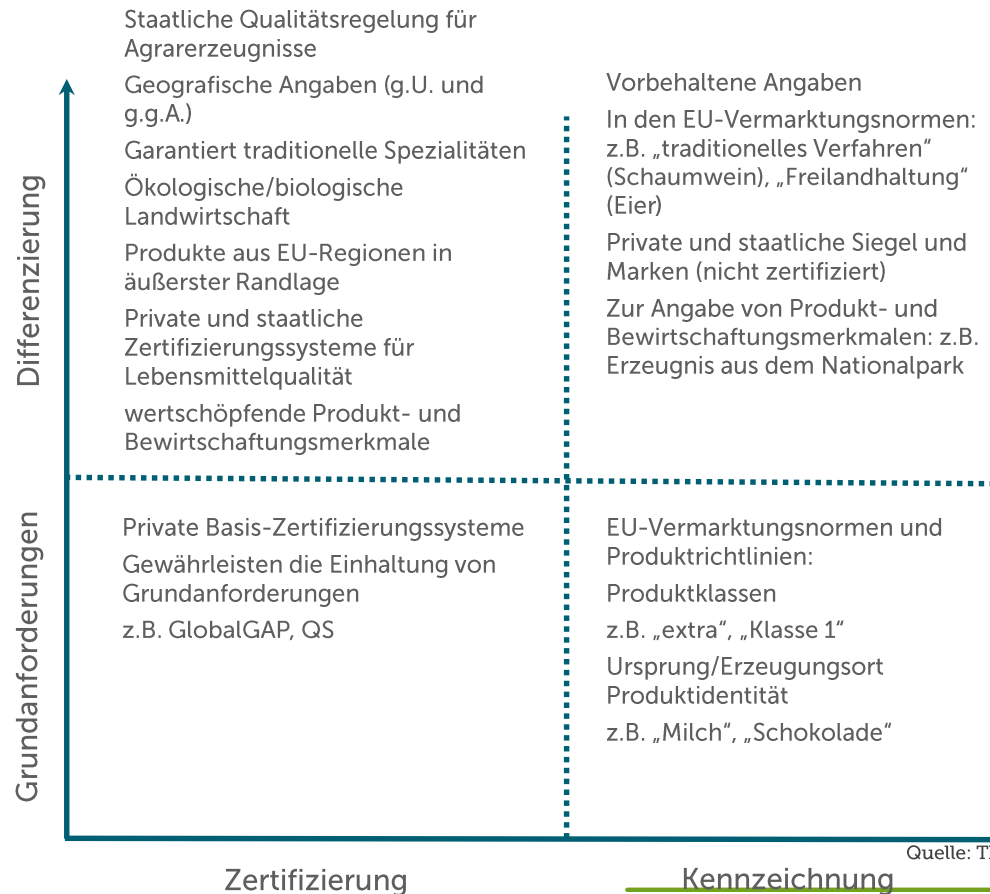 Staatliche Qualitätsregelung für
Agrarerzeugnisse
Geografische Angaben (g.U. und
g.g.A.)
Garantiert traditionelle Spezialitäten
Ökologische/biologische
Landwirtschaft
Produkte aus EU-Regionen in
äußerster Randlage
Private und staatliche
Zertifizierungssysteme für
Lebensmittelqualität
wertschöpfende Produkt- und
Bewirtschaftungsmerkmale
Vorbehaltene Angaben
In den EU-Vermarktungsnormen:
z.B. „traditionelles Verfahren“
(Schaumwein), „Freilandhaltung“
(Eier)
Private und staatliche Siegel und
Marken (nicht zertifiziert)
Zur Angabe von Produkt- und
Bewirtschaftungsmerkmalen: z.B.
Erzeugnis aus dem Nationalpark
Differenzierung
Private Basis-Zertifizierungssysteme
Gewährleisten die Einhaltung von
Grundanforderungen
z.B. GlobalGAP, QS
EU-Vermarktungsnormen und
Produktrichtlinien:
Produktklassen
z.B. „extra“, „Klasse 1“
Ursprung/Erzeugungsort
Produktidentität
z.B. „Milch“, „Schokolade“
Grundanforderungen
Quelle:
Zertifizierung
Kennzeichnung